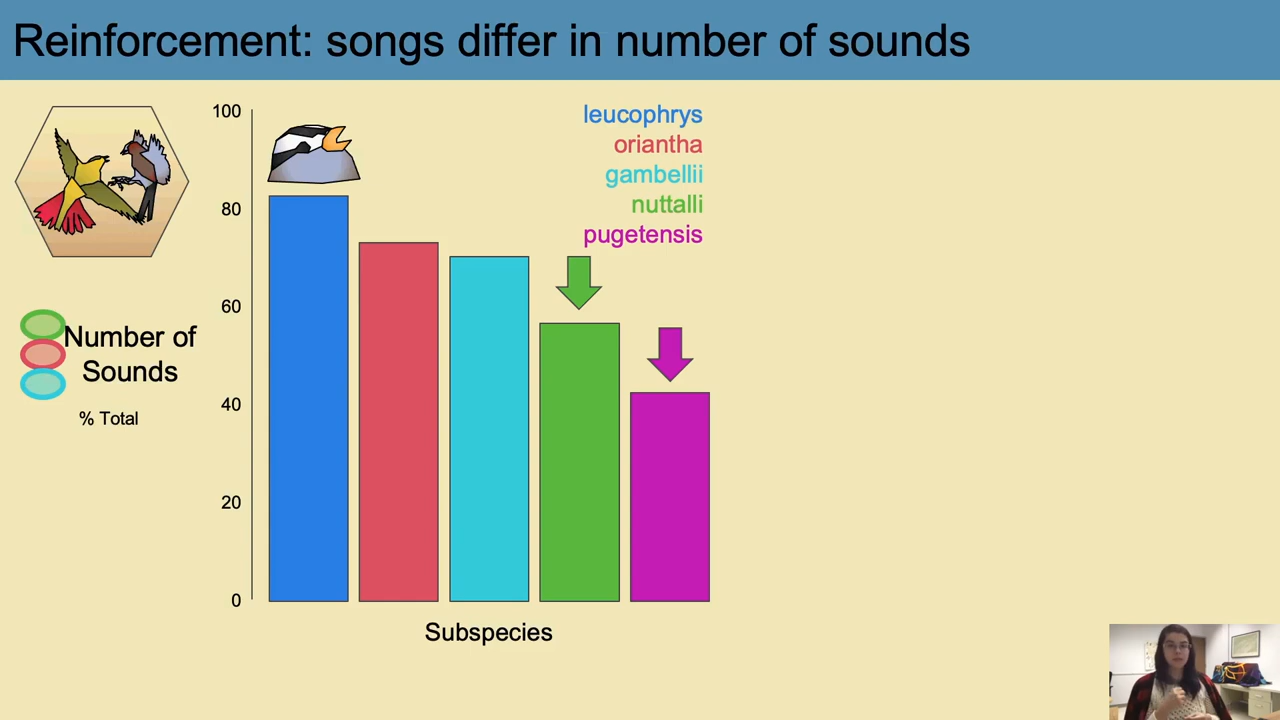 Reinforcement: songs differ in number of sounds
100
80
60
40
20
0
Number of
Sounds
% Total
leucophrys
oriantha
gambellii
nuttalli
pugetensis
Subspecies